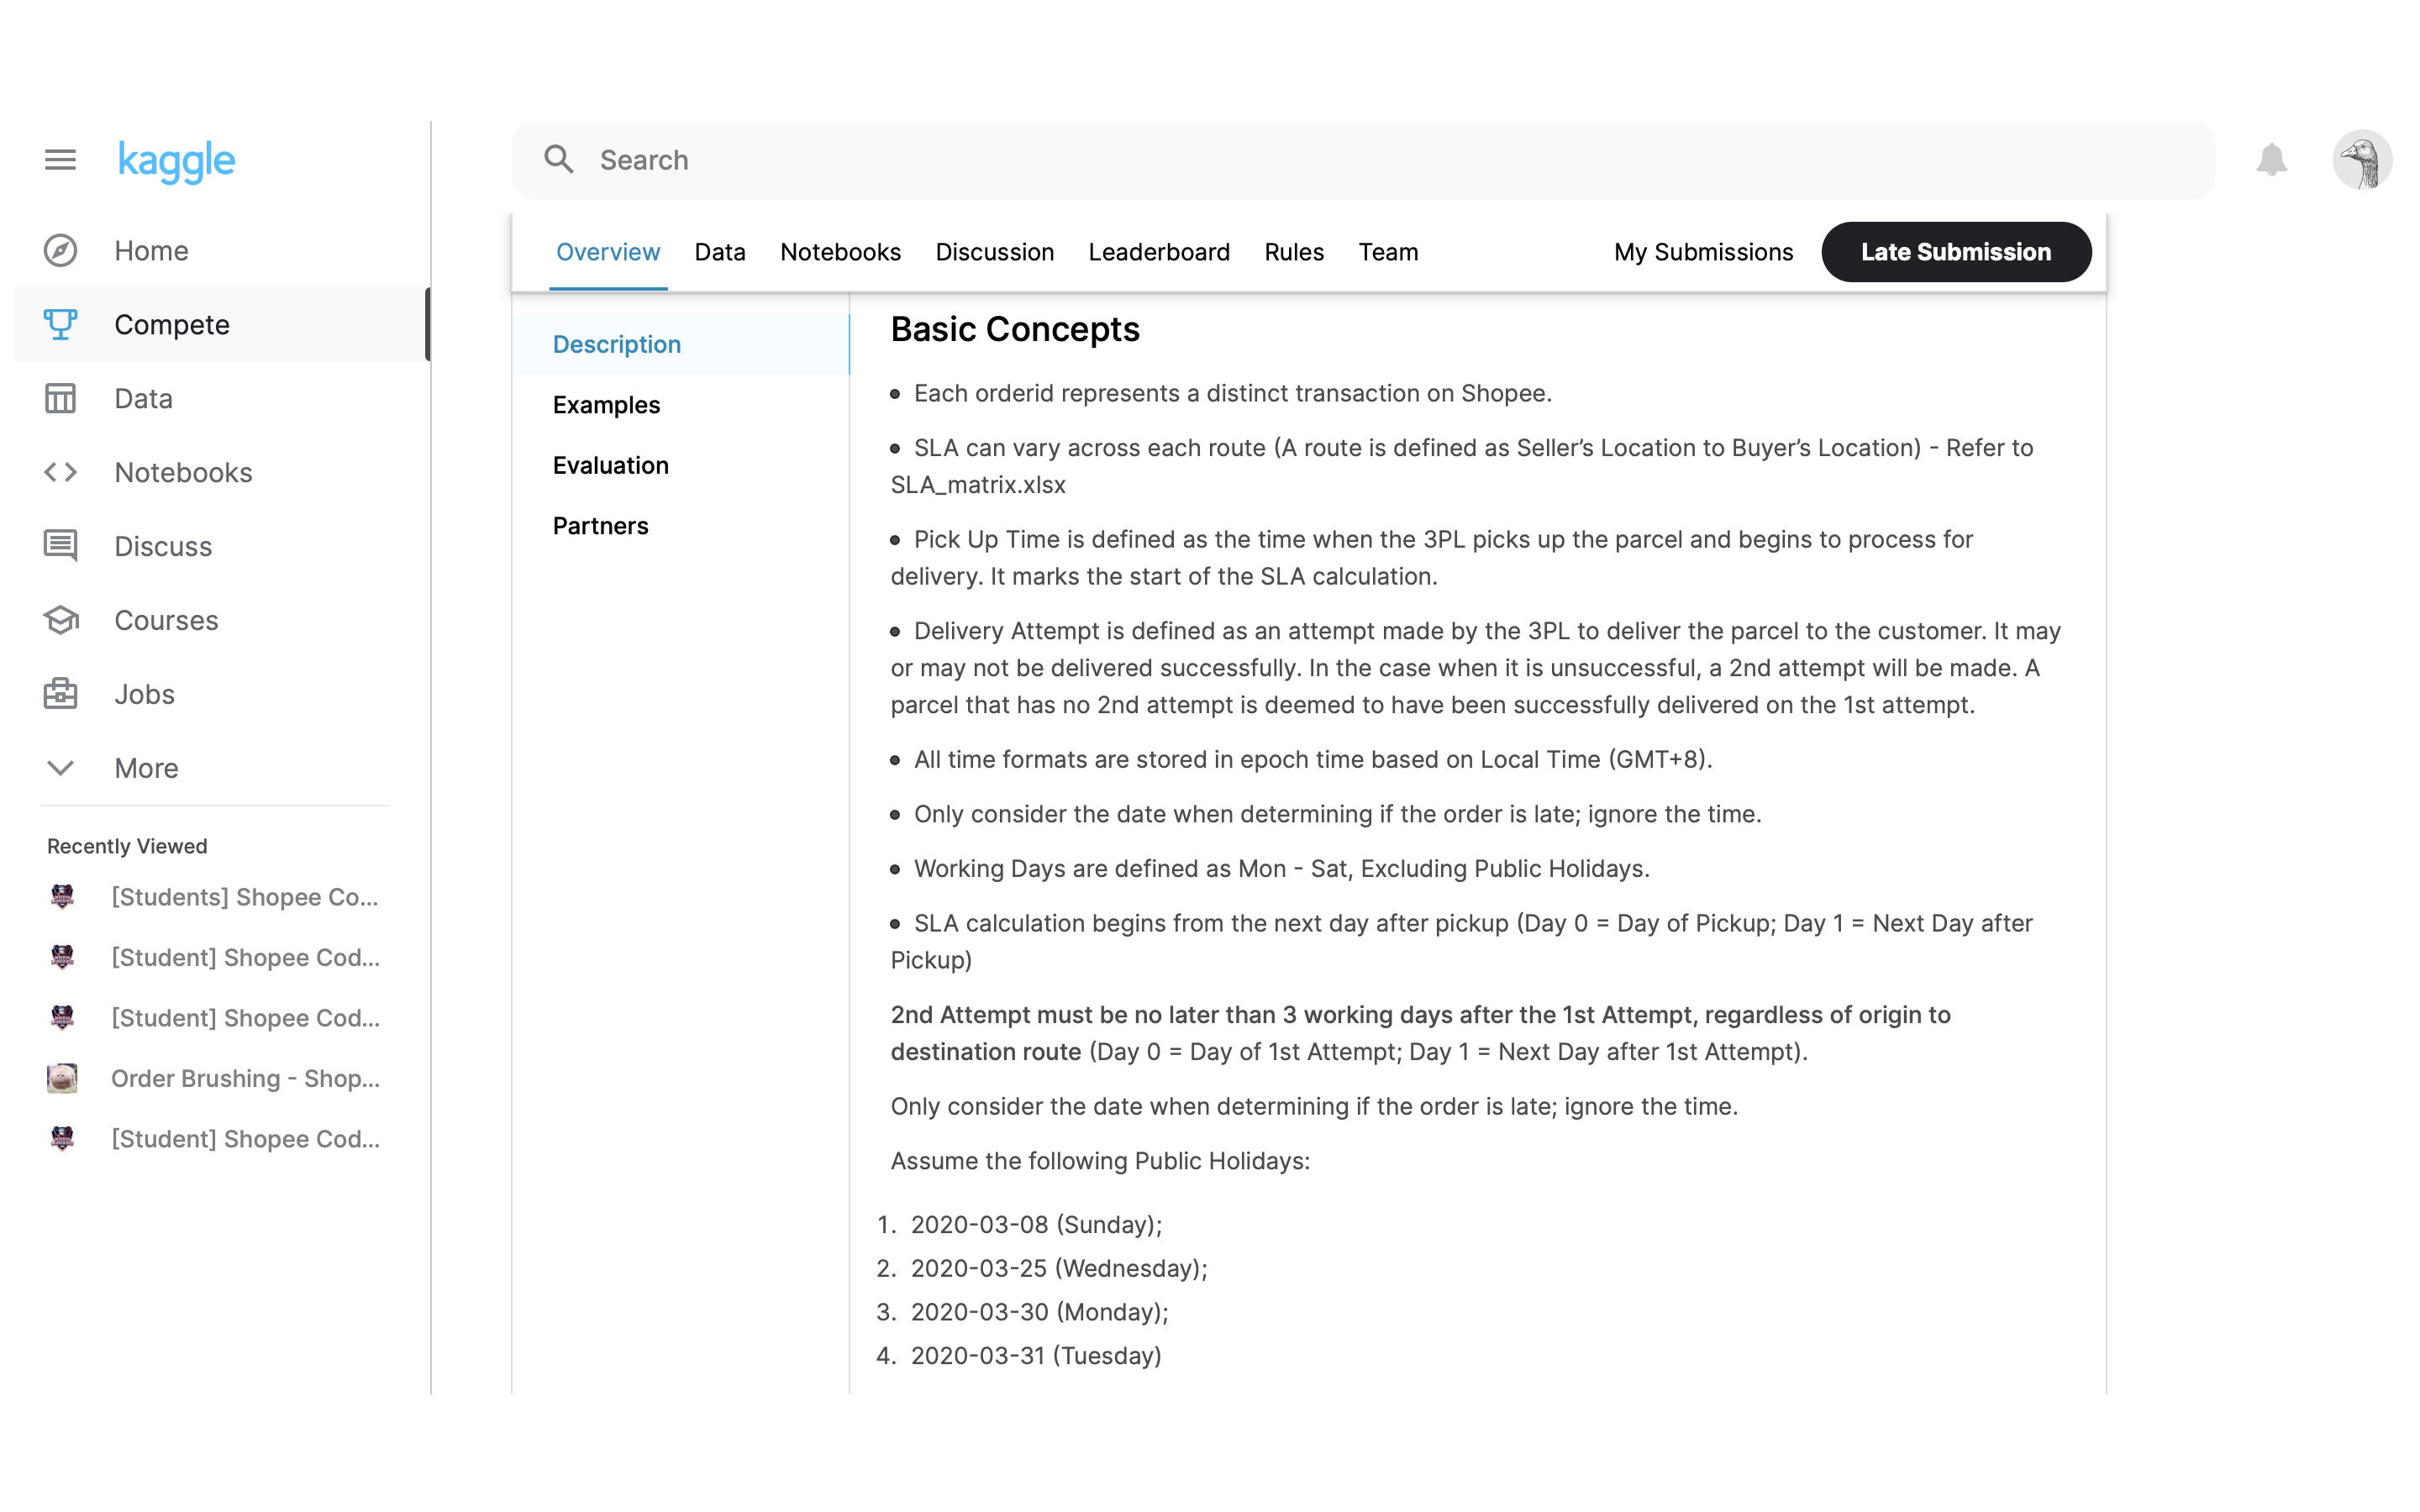 kaggle
Search
Home
Compete
Data
Notebooks
Discuss
Courses
Jobs
More
Recently Viewed
[Students] Shopee Co...
[Student] Shopee Cod...
[Student] Shopee Cod...
Order Brushing - Shop...
[Student] Shopee Cod...
Overview Data Notebooks Discussion Leaderboard Rules Team My Submissions Late Submission
Description
Examples
Evaluation
Partners
Basic Concepts
• Each orderid represents a distinct transaction on Shopee.
• SLA can vary across each route (A route is defined as Seller’s Location to Buyer’s Location) - Refer to
SLA_matrix.xlsx
• Pick Up Time is defined as the time when the 3PL picks up the parcel and begins to process for
delivery. It marks the start of the SLA calculation.
• Delivery Attempt is defined as an attempt made by the 3PL to deliver the parcel to the customer. It may
or may not be delivered successfully. In the case when it is unsuccessful, a 2nd attempt will be made. A
parcel that has no 2nd attempt is deemed to have been successfully delivered on the 1st attempt.
• All time formats are stored in epoch time based on Local Time (GMT+8).
• Only consider the date when determining if the order is late; ignore the time.
• Working Days are defined as Mon - Sat, Excluding Public Holidays.
• SLA calculation begins from the next day after pickup (Day 0 = Day of Pickup; Day 1 = Next Day after
Pickup)
2nd Attempt must be no later than 3 working days after the 1st Attempt, regardless of origin to
destination route (Day 0 = Day of 1st Attempt; Day 1 = Next Day after 1st Attempt).
Only consider the date when determining if the order is late; ignore the time.
Assume the following Public Holidays:
1. 2020-03-08 (Sunday);
2. 2020-03-25 (Wednesday);
3. 2020-03-30 (Monday);
4. 2020-03-31 (Tuesday)